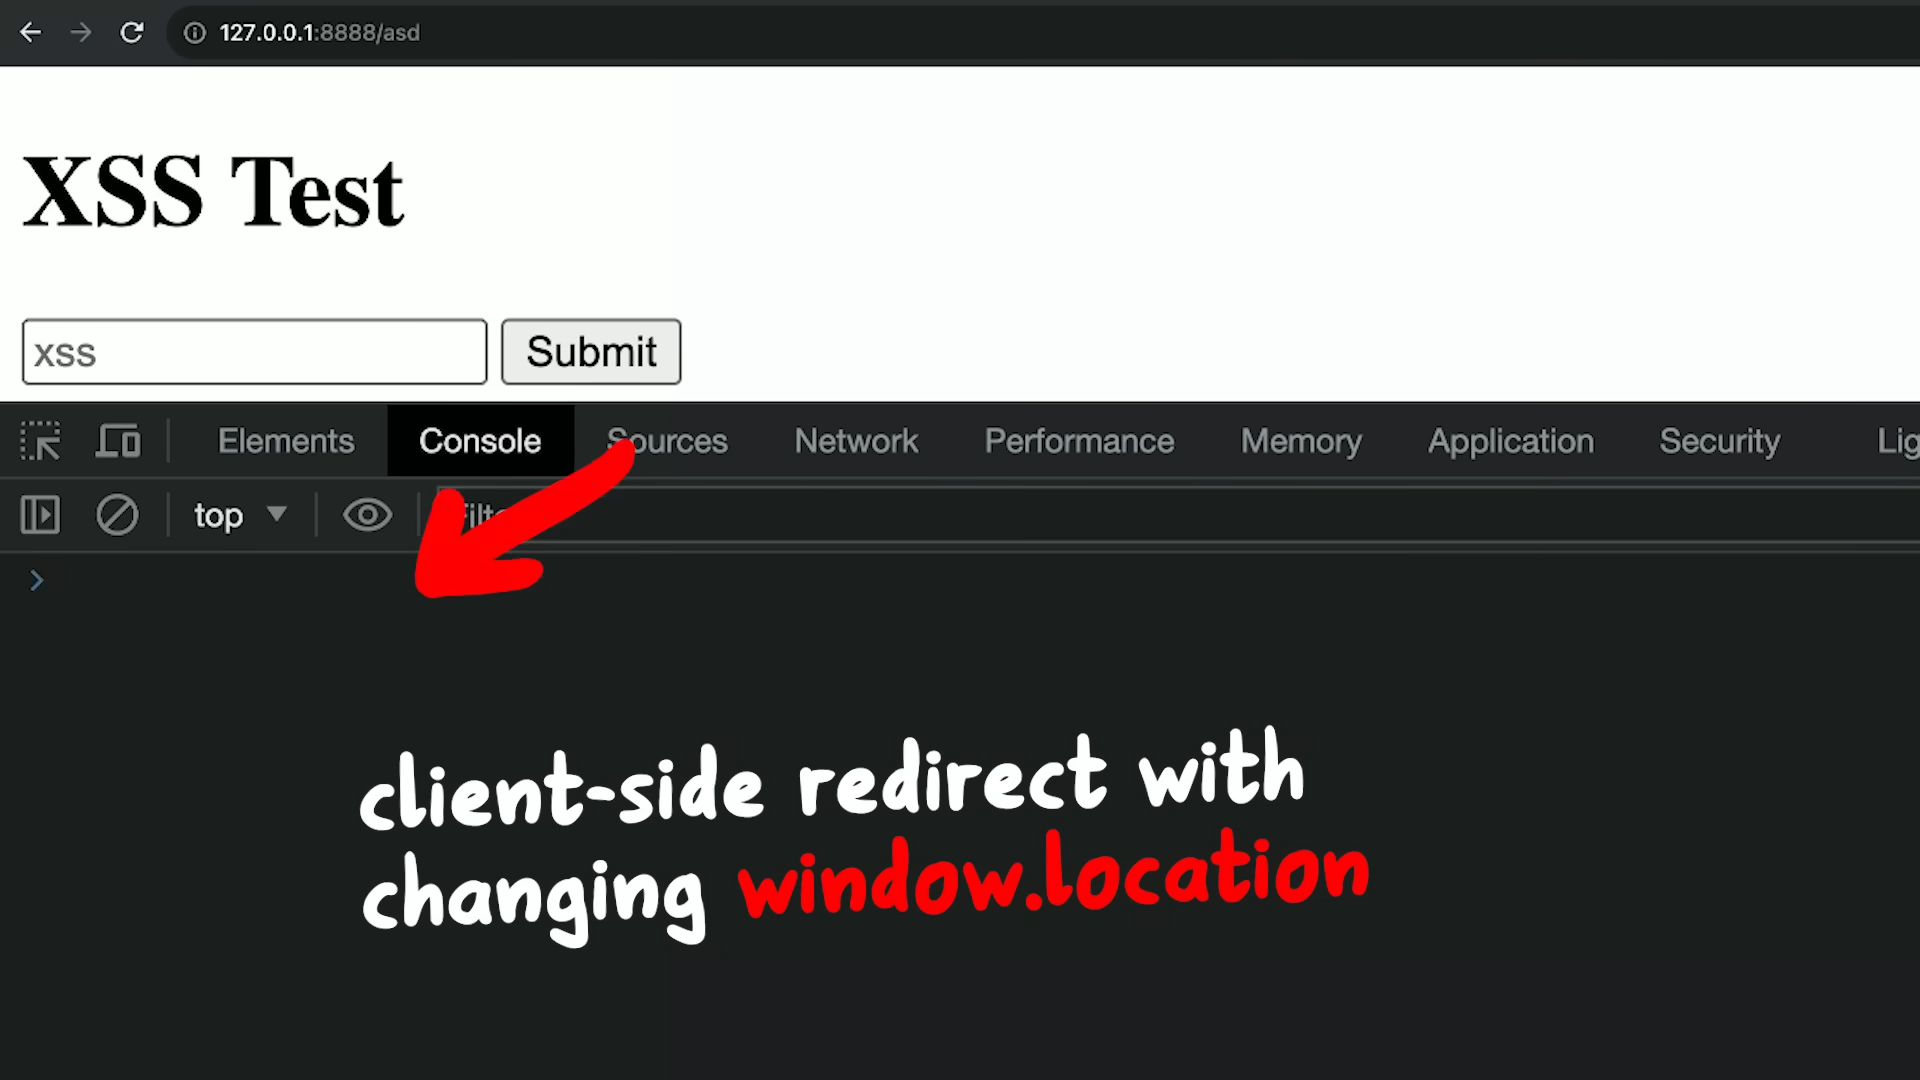 127.0.0.1:8888/asd
XSS Test
xss Submit
Elements Console Sources Network Performance Memory Application Security Lig
top
client-side redirect with
changing window.location